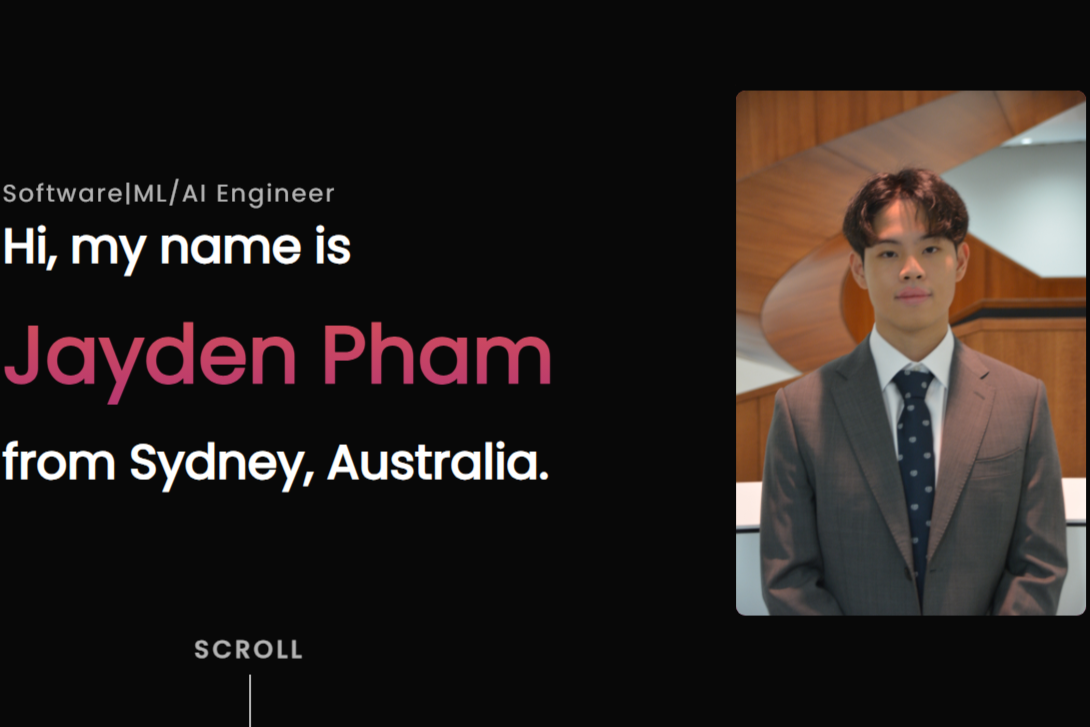 Software|ML/AI Engineer
Hi, my name is
Jayden Pham
from Sydney, Australia.
SCROLL